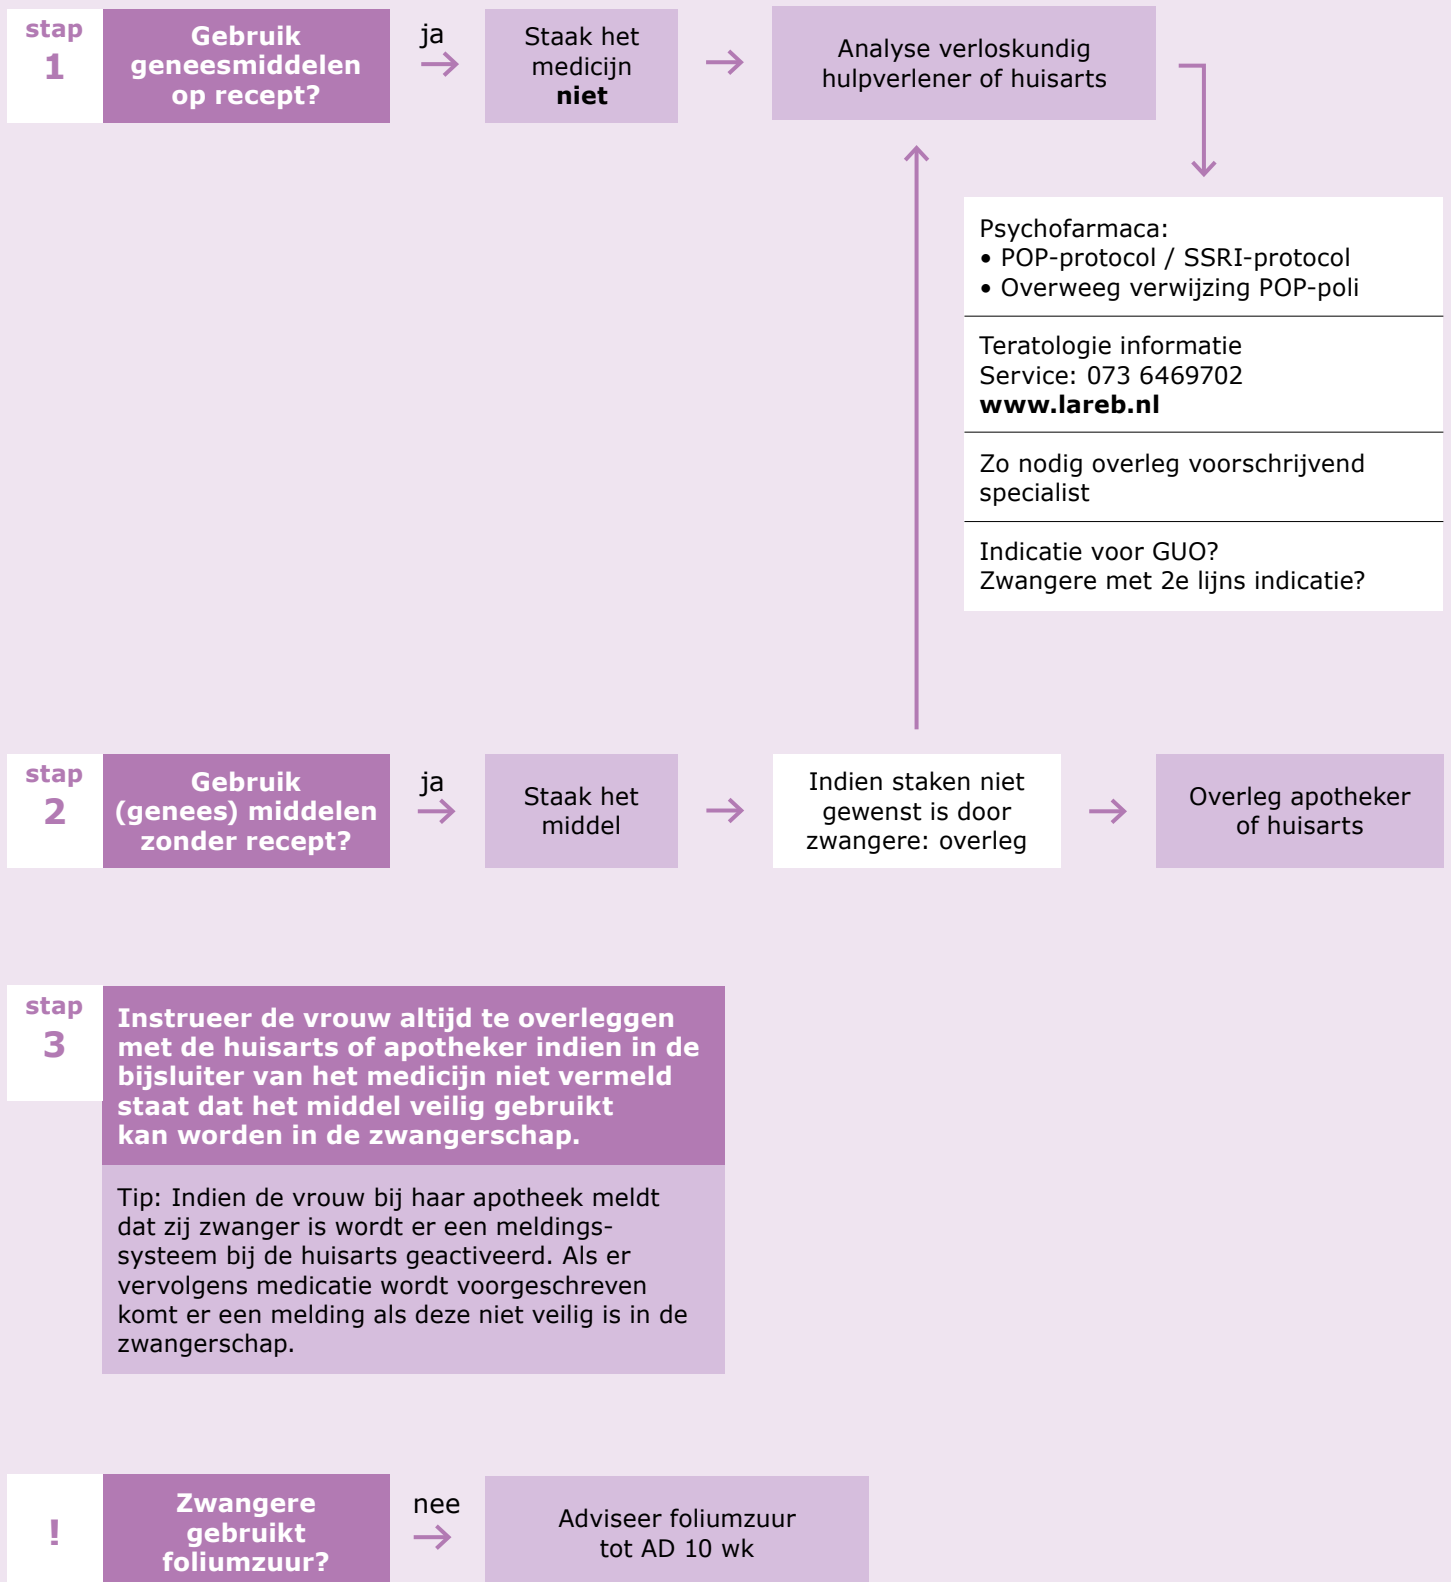 stap
1
Gebruik
geneesmiddelen
op recept?
ja
Staak het
medicijn
niet
Analyse verloskundig
hulpverlener of huisarts
Psychofarmaca:
• POP-protocol / SSRI-protocol
• Overweeg verwijzing POP-poli
Teratologie informatie
Service: 073 6469702
www.lareb.nl
Zo nodig overleg voorschrijvend
specialist
Indicatie voor GUO?
Zwangere met 2e lijns indicatie?
stap
2
Gebruik
(genees) middelen
zonder recept?
ja
Staak het
middel
Indien staken niet
gewenst is door
zwangere: overleg
Overleg apotheker
of huisarts
stap
3
Instrueer de vrouw altijd te overleggen
met de huisarts of apotheker indien in de
bijsluiter van het medicijn niet vermeld
staat dat het middel veilig gebruikt
kan worden in de zwangerschap.
Tip: Indien de vrouw bij haar apotheek meldt
dat zij zwanger is wordt er een meldings-
systeem bij de huisarts geactiveerd. Als er
vervolgens medicatie wordt voorgeschreven
komt er een melding als deze niet veilig is in de
zwangerschap.
!
Zwangere
gebruikt
foliumzuur?
nee
Adviseer foliumzuur
tot AD 10 wk